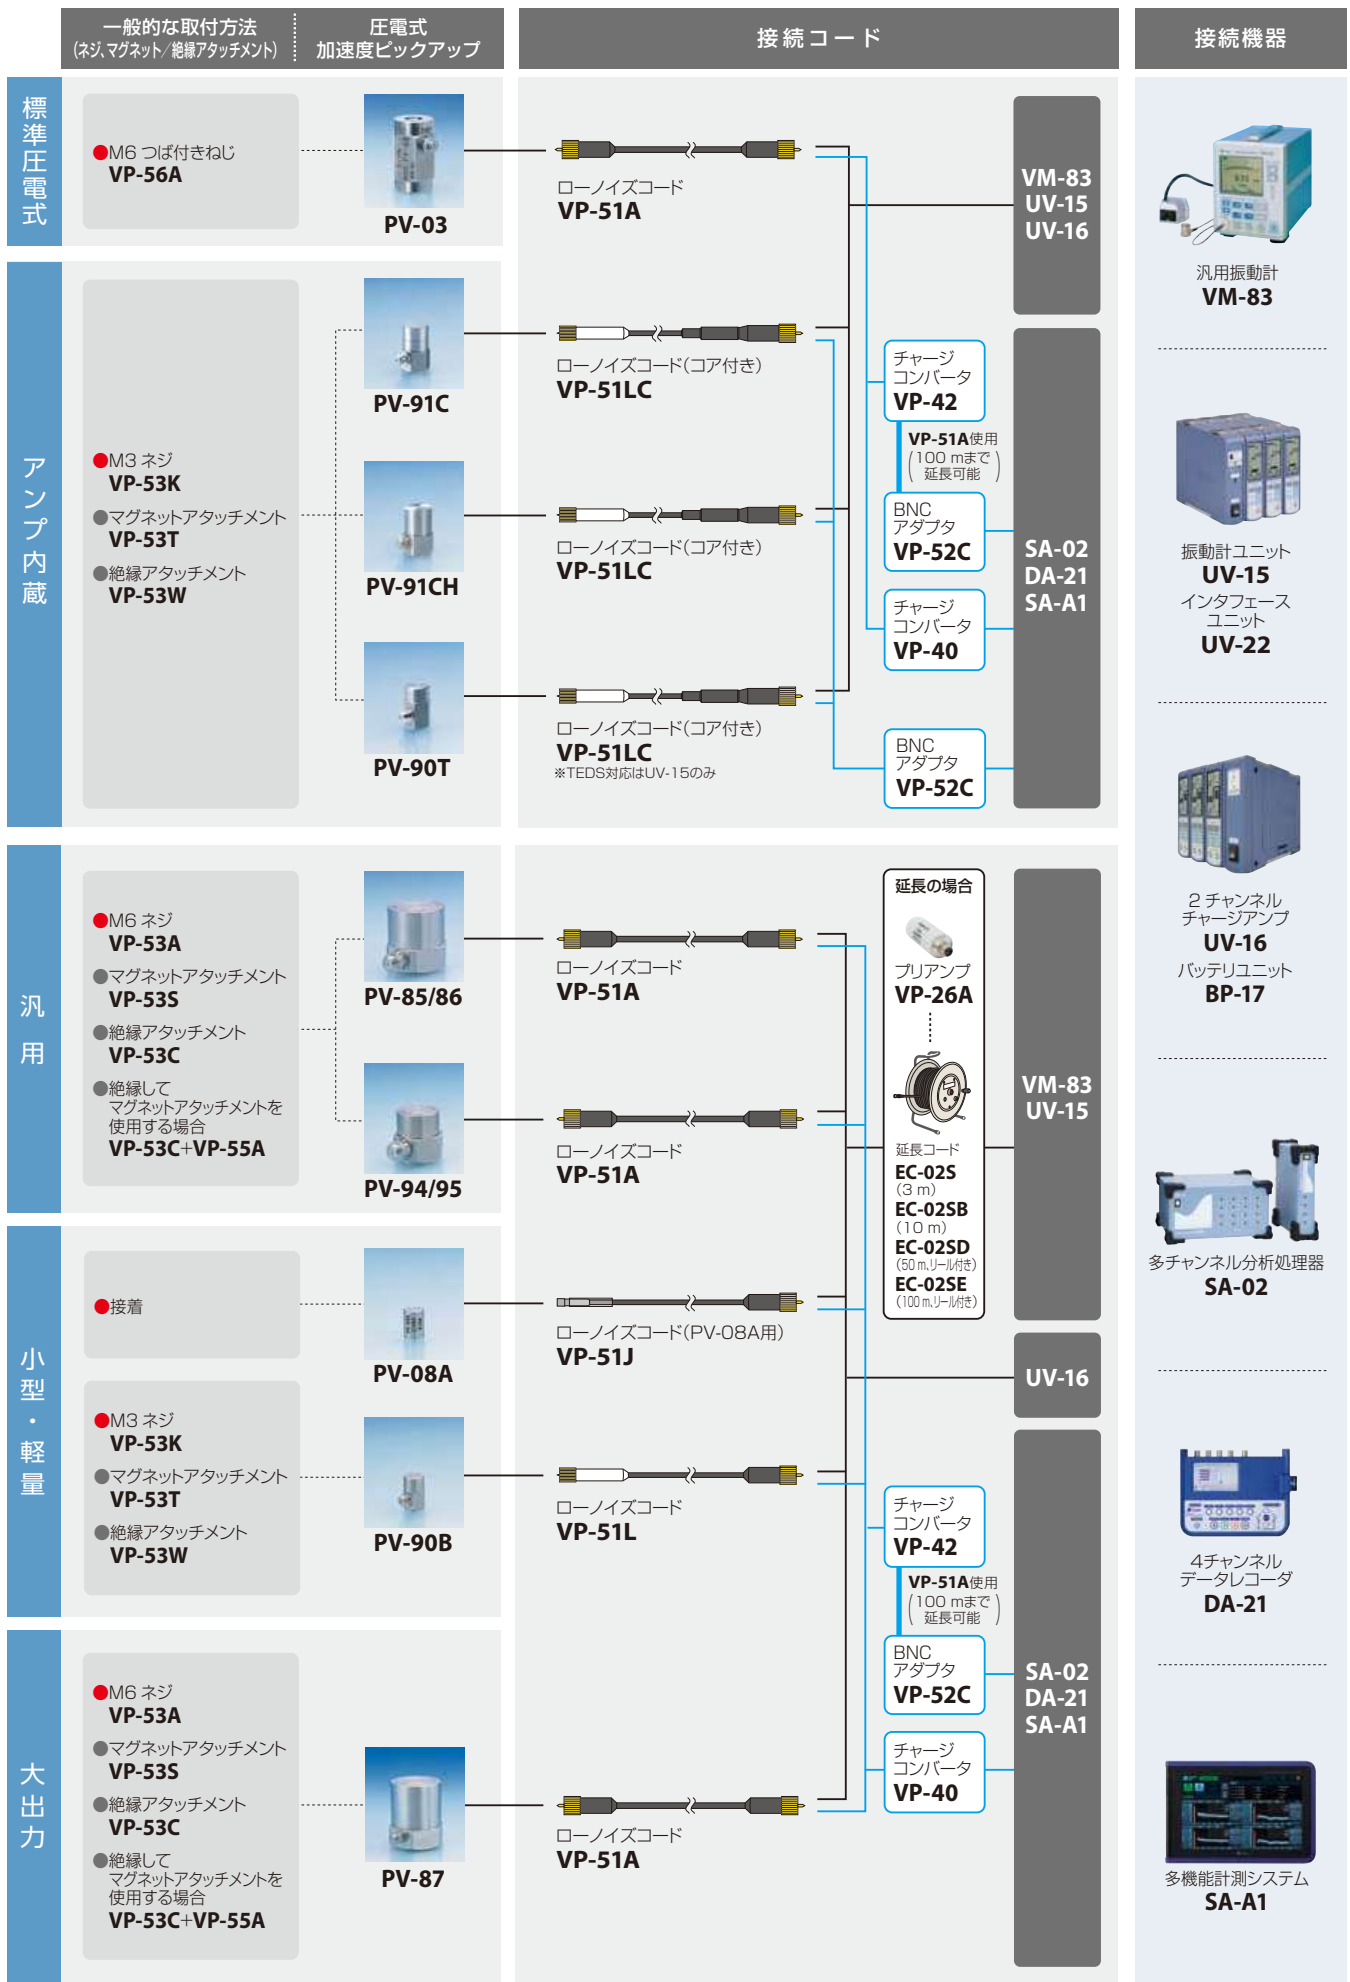 一般的な取付方法
(ネジ、マグネット/絶縁アタッチメント)
圧電式
加速度ピックアップ
接続コード
接続機器
標準圧電式
●M6 つば付きねじ
VP-56A
PV-03
ローノイズコード
VP-51A
VM-83
UV-15
UV-16
アンプ内蔵
●M3 ネジ
VP-53K
●マグネットアタッチメント
VP-53T
●絶縁アタッチメント
VP-53W
PV-91C
ローノイズコード(コア付き)
VP-51LC
PV-91CH
ローノイズコード(コア付き)
VP-51LC
PV-90T
ローノイズコード(コア付き)
VP-51LC
※TEDS対応はUV-15のみ
チャージ
コンバータ
VP-42
VP-51A使用
(100 mまで
延長可能)
BNC
アダプタ
VP-52C
チャージ
コンバータ
VP-40
BNC
アダプタ
VP-52C
SA-02
DA-21
SA-A1
汎用
●M6 ネジ
VP-53A
●マグネットアタッチメント
VP-53S
●絶縁アタッチメント
VP-53C
●絶縁して
マグネットアタッチメントを
使用する場合
VP-53C+VP-55A
PV-85/86
ローノイズコード
VP-51A
PV-94/95
ローノイズコード
VP-51A
延長の場合
プリアンプ
VP-26A
延長コード
EC-02S
(3 m)
EC-02SB
(10 m)
EC-02SD
(50 m、リール付き)
EC-02SE
(100 m、リール付き)
VM-83
UV-15
小型・軽量
●接着
PV-08A
ローノイズコード(PV-08A用)
VP-51J
UV-16
●M3 ネジ
VP-53K
●マグネットアタッチメント
VP-53T
●絶縁アタッチメント
VP-53W
PV-90B
ローノイズコード
VP-51L
チャージ
コンバータ
VP-42
VP-51A使用
(100 mまで
延長可能)
BNC
アダプタ
VP-52C
チャージ
コンバータ
VP-40
SA-02
DA-21
SA-A1
大出力
●M6 ネジ
VP-53A
●マグネットアタッチメント
VP-53S
●絶縁アタッチメント
VP-53C
●絶縁して
マグネットアタッチメントを
使用する場合
VP-53C+VP-55A
PV-87
ローノイズコード
VP-51A
汎用振動計
VM-83
振動計ユニット
UV-15
インタフェース
ユニット
UV-22
2 チャンネル
チャージアンプ
UV-16
バッテリユニット
BP-17
多チャンネル分析処理器
SA-02
4チャンネル
データレコーダ
DA-21
多機能計測システム
SA-A1